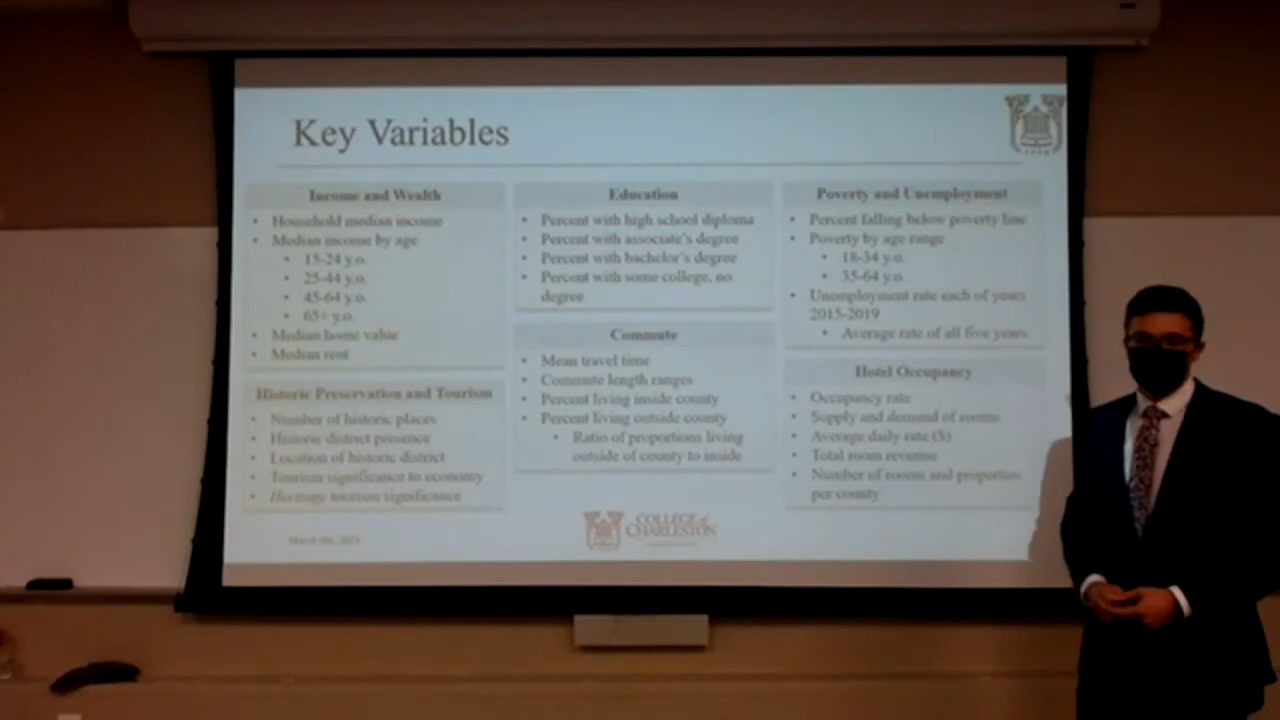 Key Variables
Income and Wealth
• Household median income
• Median income by age
• 15-24 y.o.
• 25-44 y.o.
• 45-64 y.o.
• 65+ y.o.
• Median home value
• Median rent
Historic Preservation and Tourism
• Number of historic places
• Historic district presence
• Location of historic district
• Tourism significance to economy
• Heritage tourism significance
Education
• Percent with high school diploma
• Percent with associate's degree
• Percent with bachelor's degree
• Percent with some college, no
degree
Commute
• Mean travel time
• Commute length ranges
• Percent living inside county
• Percent living outside county
• Ratio of proportions living
outside of county to inside
Poverty and Unemployment
• Percent falling below poverty line
• Poverty by age range
• 18-34 y.o.
• 35-64 y.o.
• Unemployment rate each of years
2015-2019
• Average rate of all five years
Hotel Occupancy
• Occupancy rate
• Supply and demand of rooms
• Average daily rate ($)
• Total room revenue
• Number of rooms and properties
per county
March
COLLEGE of
CHARLESTON